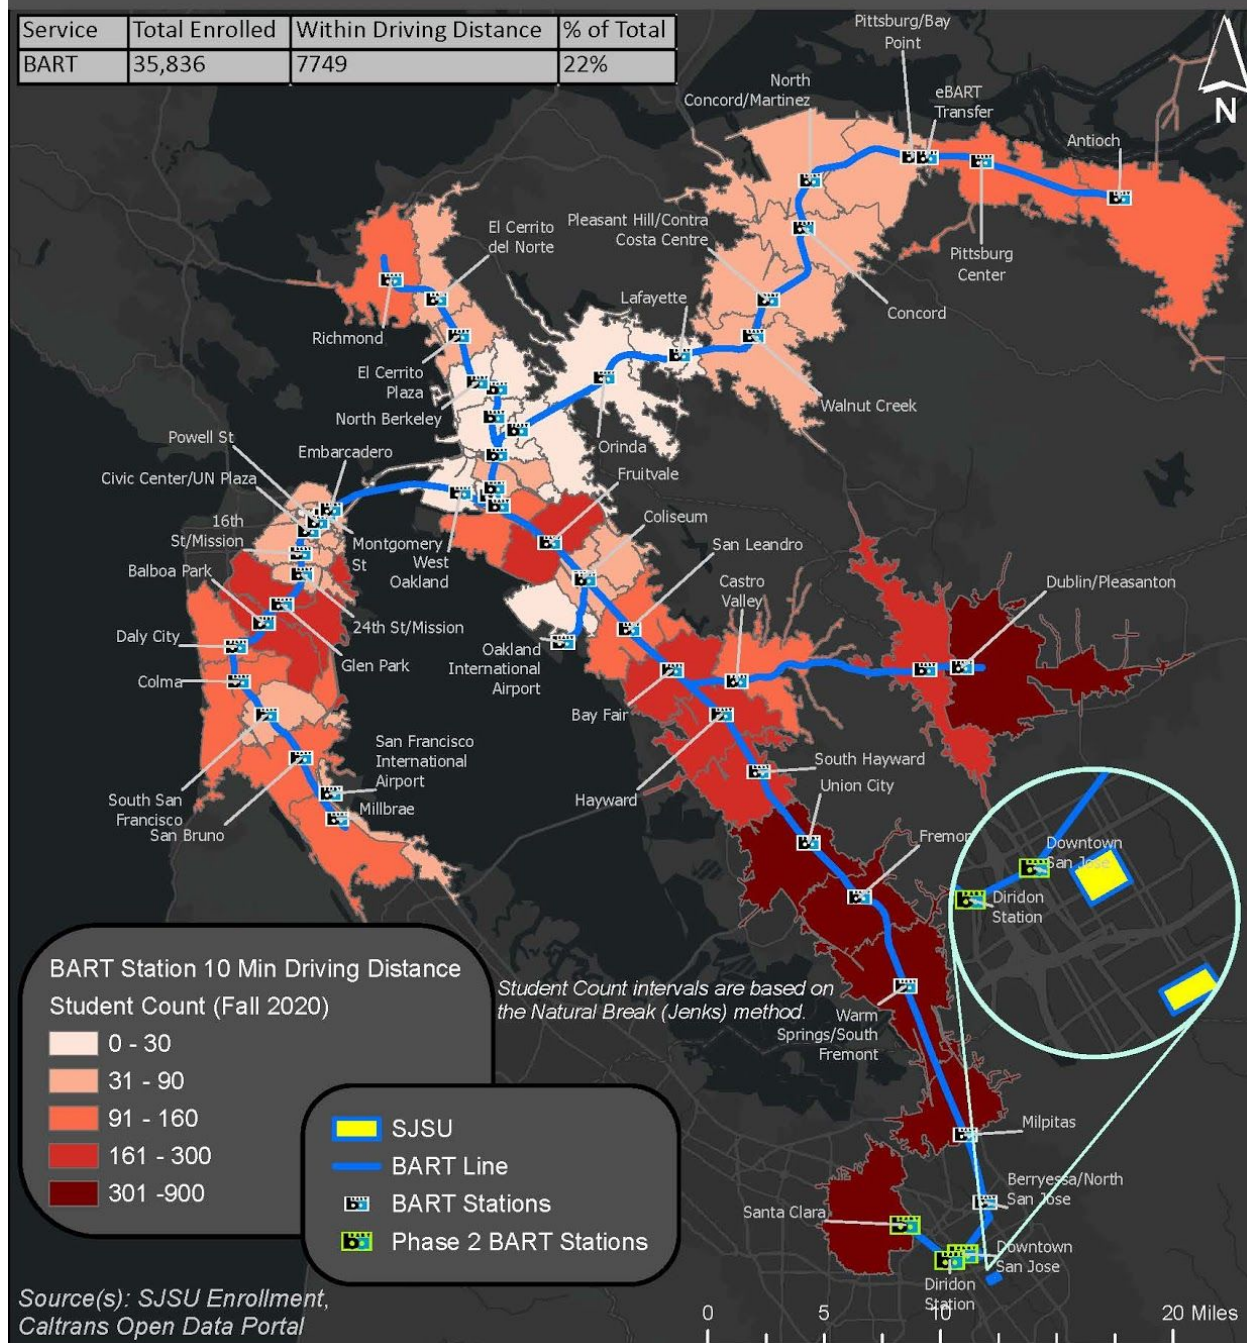 Service Total Enrolled Within Driving Distance % of Total
BART 35,836 7749 22%
Pittsburg/Bay
Point
N
North
Concord/Martinez
eBART
Transfer
Antioch
El Cerrito
del Norte
Pleasant Hill/Contra
Costa Centre
Pittsburg
Center
Lafayette
Concord
Richmond
El Cerrito
Plaza
North Berkeley
Walnut Creek
Powell St
Embarcadero
Orinda
Civic Center/UN Plaza
Fruitvale
16th
St/Mission
Coliseum
Montgomery
St
West
Oakland
San Leandro
Balboa Park
Castro
Valley
Dublin/Pleasanton
24th St/Mission
Daly City
Glen Park
Oakland
International
Airport
Colma
Bay Fair
San Francisco
International
Airport
South San
Francisco
Millbrae
San Bruno
Hayward
South Hayward
Union City
Fremon
Downtown
San Jose
Diridon
Station
BART Station 10 Min Driving Distance
Student Count (Fall 2020)
0 - 30
31 - 90
91 - 160
161 - 300
301 -900
Student Count intervals are based on
the Natural Break (Jenks) method.
Warm
Springs/South
Fremont
SJSU
BART Line
BART Stations
Phase 2 BART Stations
Milpitas
Berryessa/North
San Jose
Santa Clara
Downtown
San Jose
Diridon
Station
Source(s): SJSU Enrollment,
Caltrans Open Data Portal
0 5 10 20 Miles